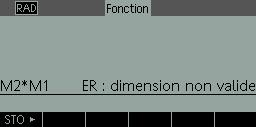 RAD Fonction
M2*M1 ER : dimension non valide
STO ►